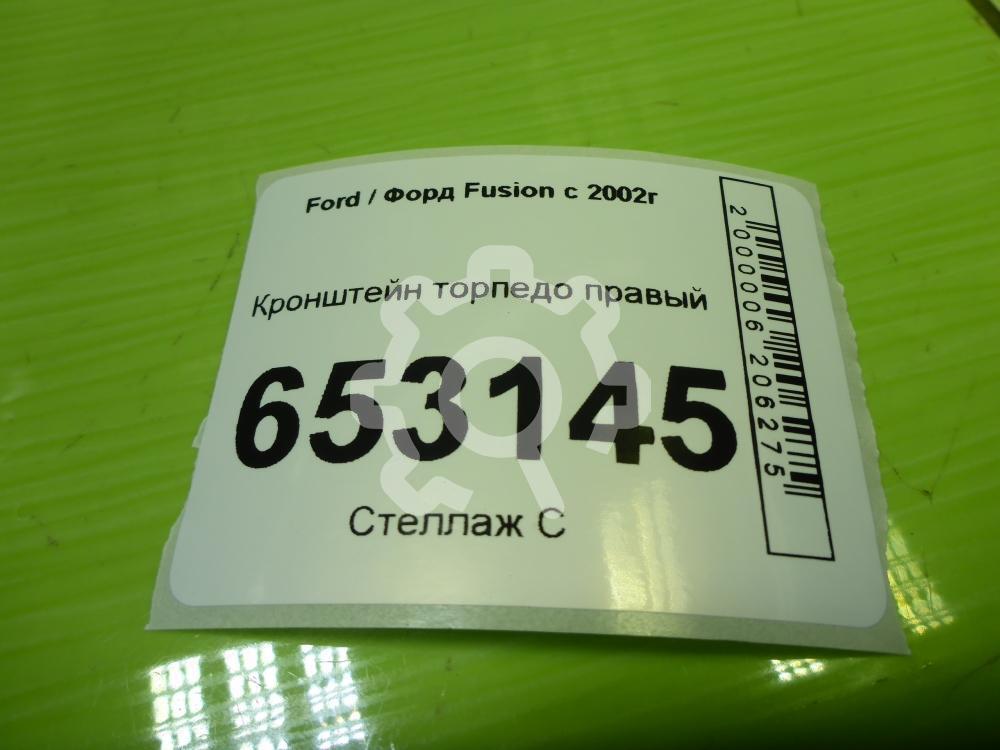 Ford / Форд Fusion с 2002г
Кронштейн торпедо правый
653145
Стеллаж С
2000006206275